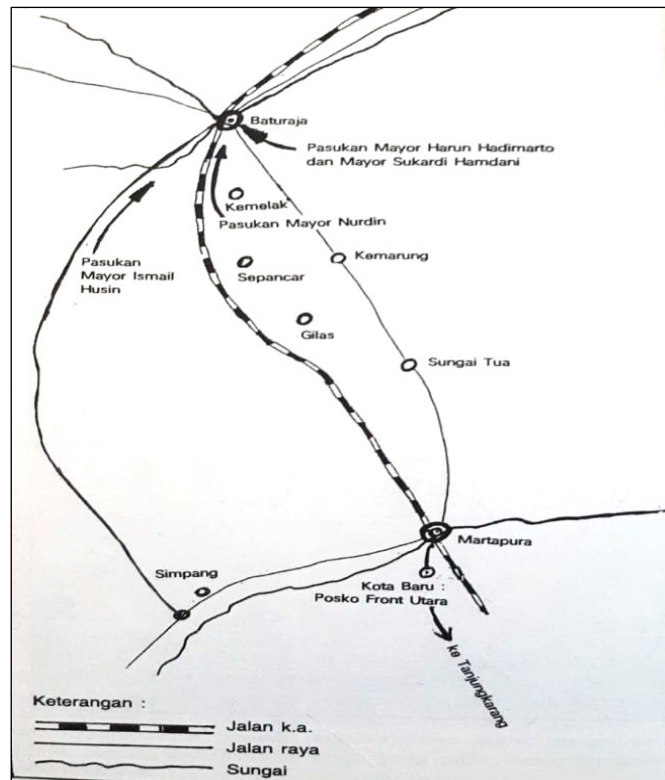 Baturaja
Pasukan Mayor Harun Hadimarto
dan Mayor Sukardi Hamdani
Kemelak
Pasukan Mayor Nurdin
Pasukan
Mayor Ismail
Husin
Kemarung
Sepancar
Gilas
Sungai Tua
Martapura
Simpang
Kota Baru :
Posko Front Utara
ke Tanjungkarang
Keterangan :
Jalan k.a.
Jalan raya
Sungai